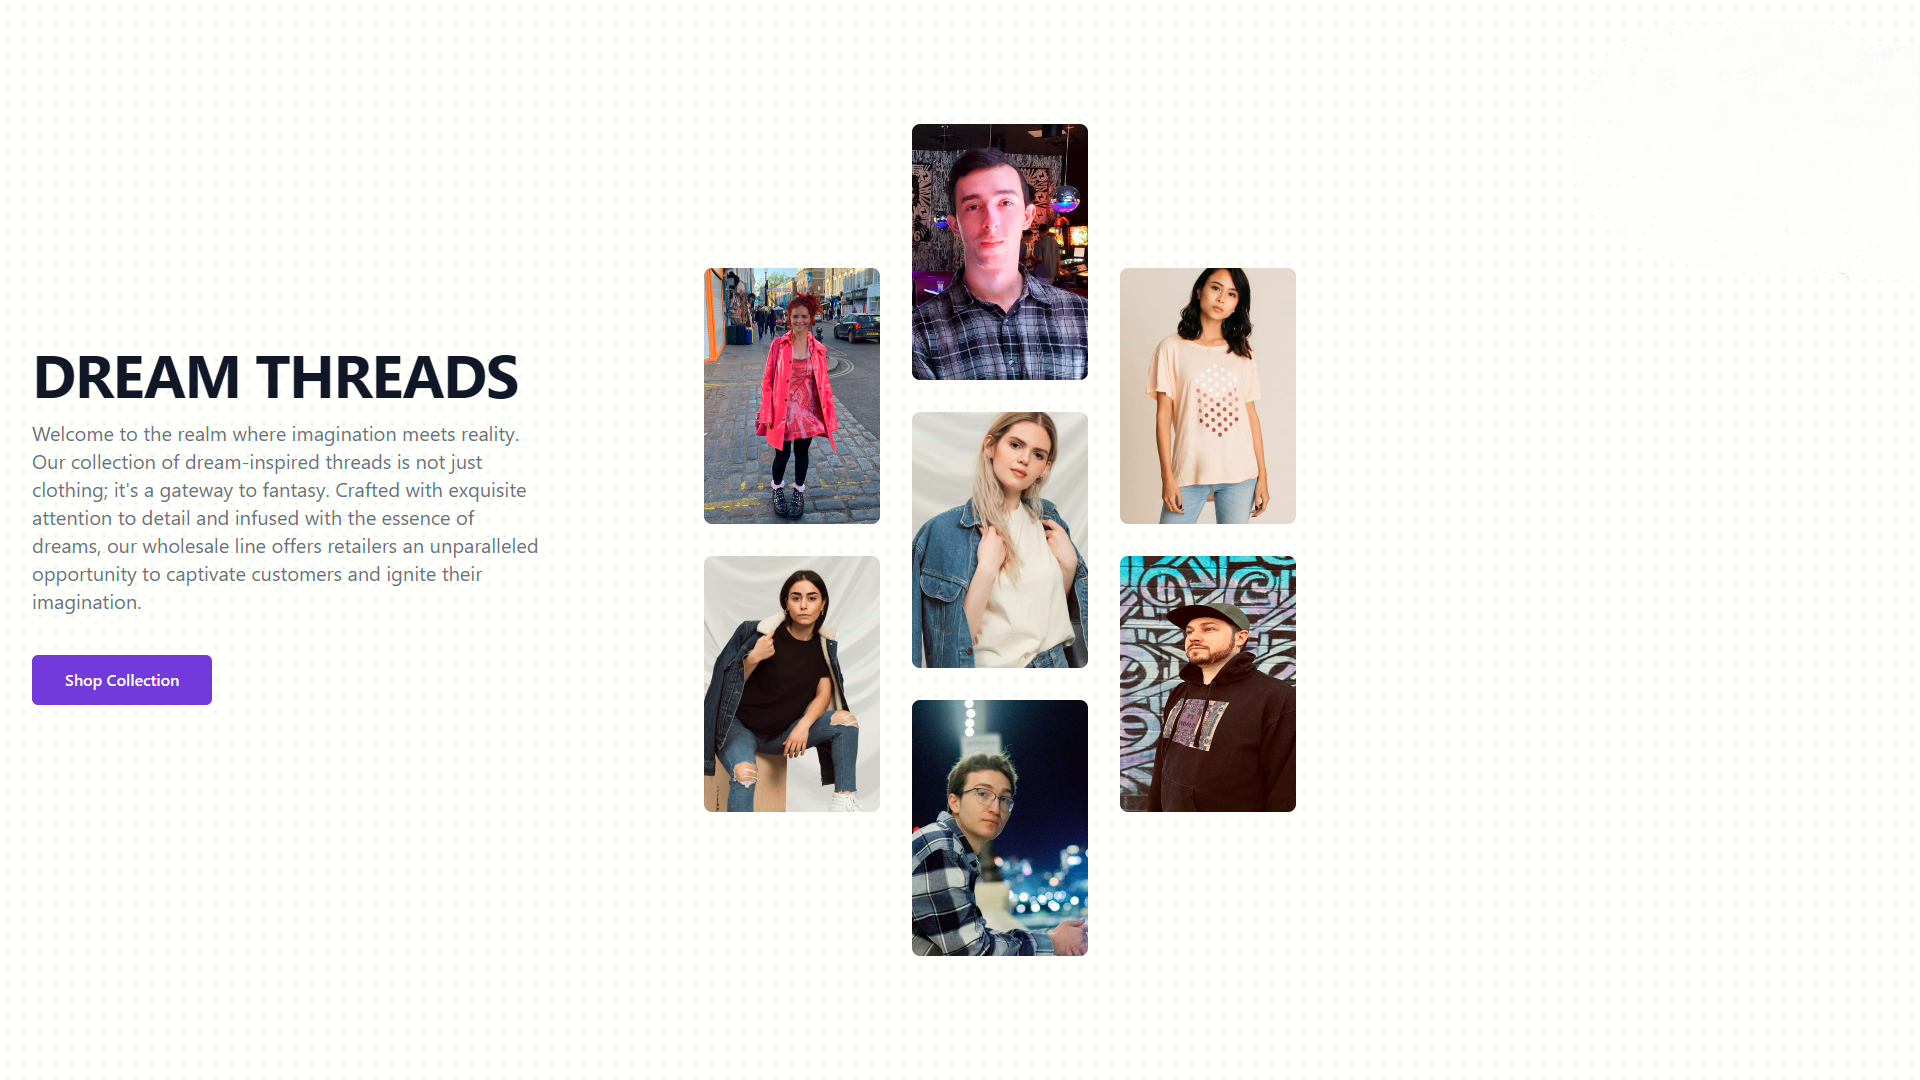 DREAM THREADS
Welcome to the realm where imagination meets reality.
Our collection of dream-inspired threads is not just
clothing; it's a gateway to fantasy. Crafted with exquisite
attention to detail and infused with the essence of
dreams, our wholesale line offers retailers an unparalleled
opportunity to captivate customers and ignite their
imagination.
Shop Collection